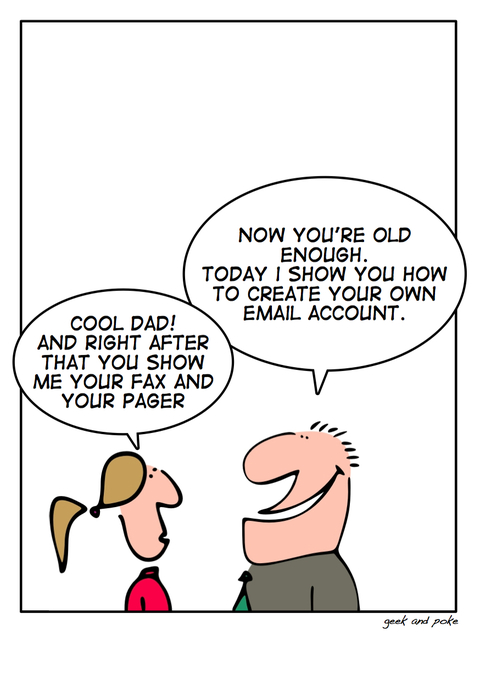 NOW YOU'RE OLD
ENOUGH.
TODAY I SHOW YOU HOW
TO CREATE YOUR OWN
EMAIL ACCOUNT.
COOL DAD!
AND RIGHT AFTER
THAT YOU SHOW
ME YOUR FAX AND
YOUR PAGER
geek and poke